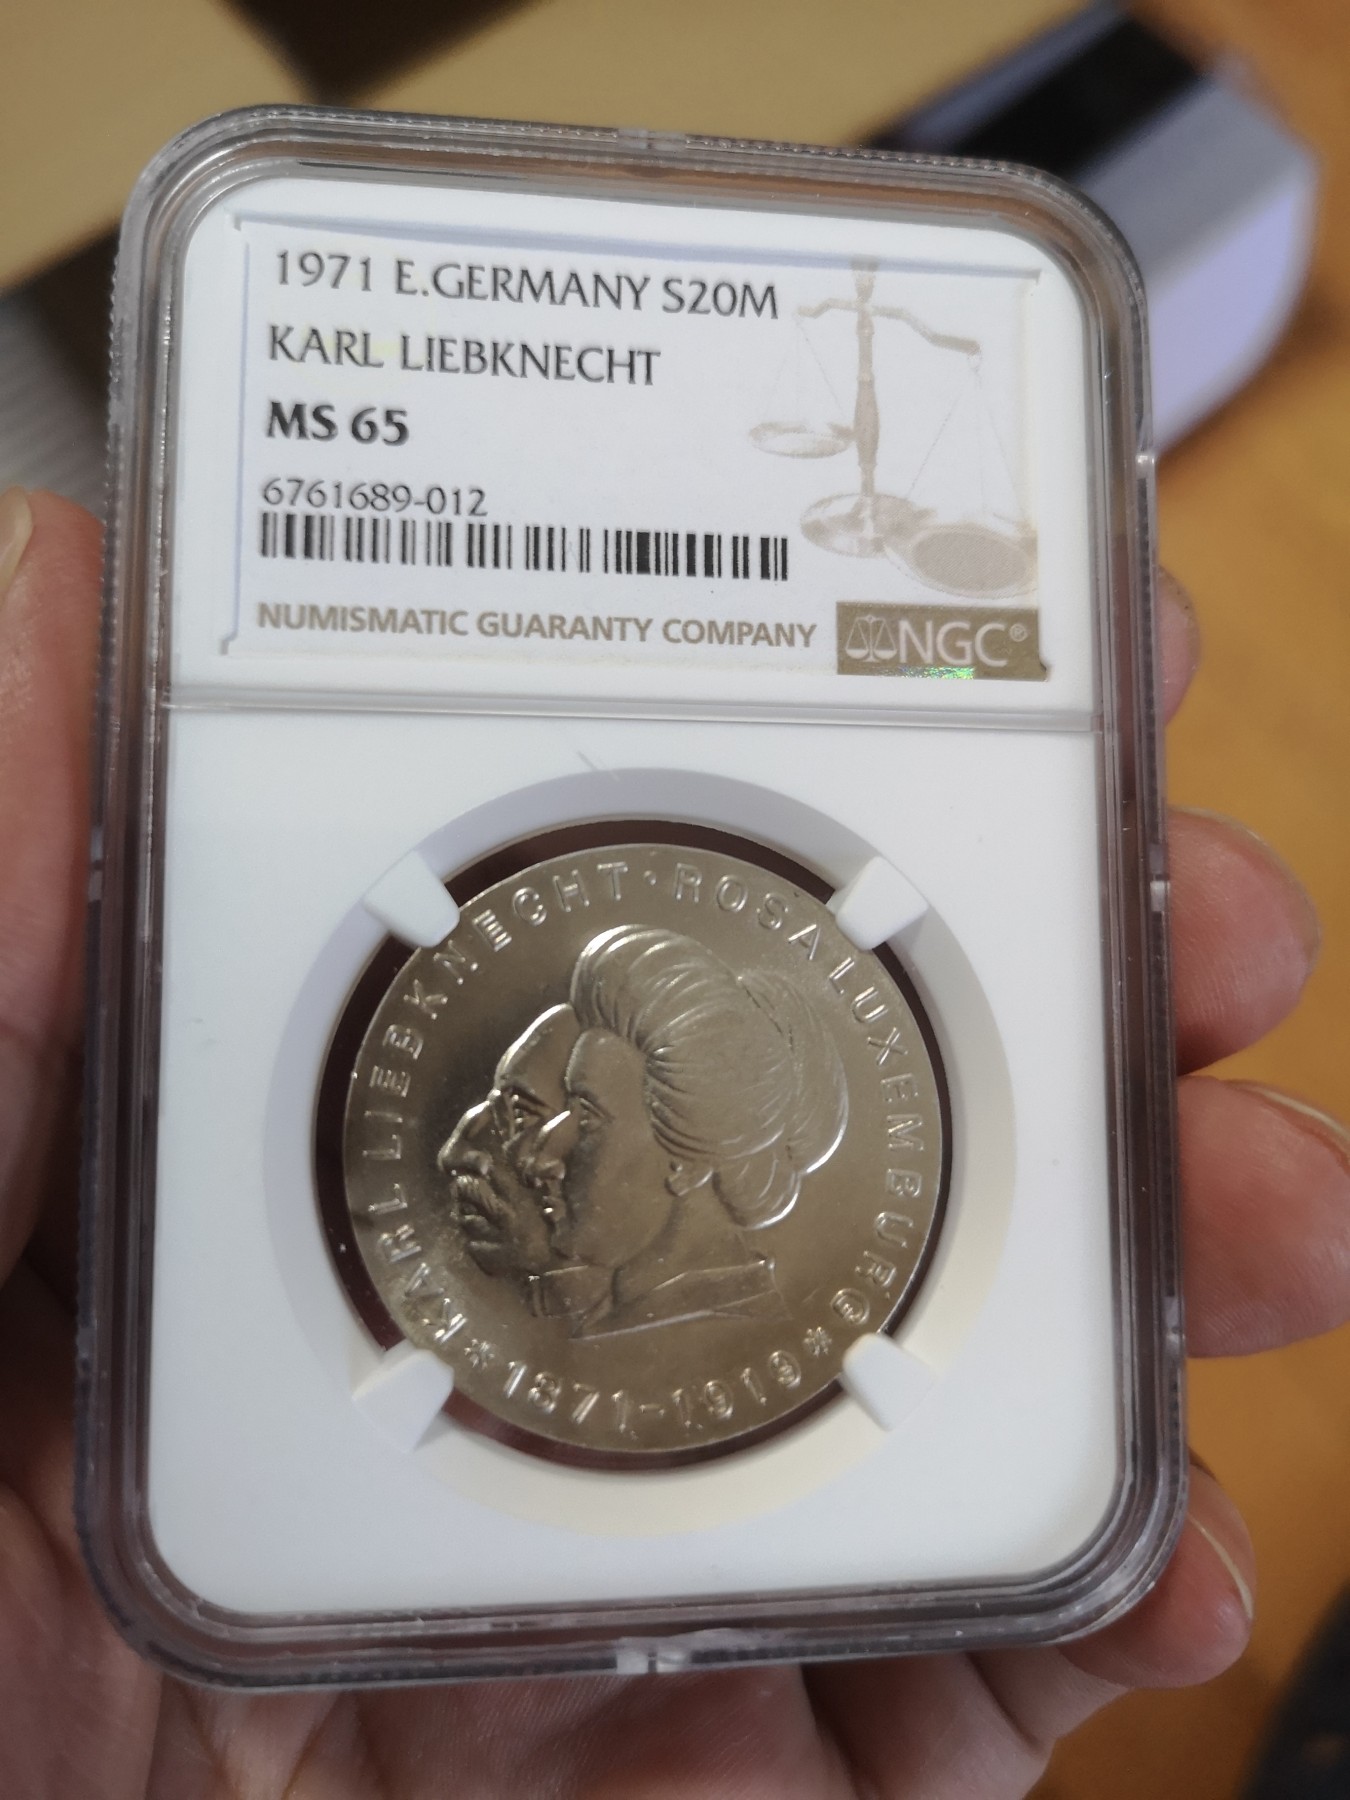 1971 E.GERMANY S20M
KARL LIEBKNECHT
MS 65
6761689-012
NUMISMATIC GUARANTY COMPANY
NGC®
* KARL LIEBKNECHT · ROSA LUXEMBURG *
1871-1919